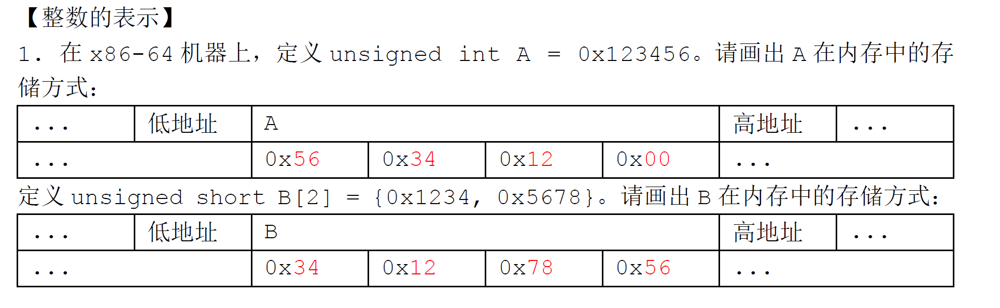 【整数的表示】
1. 在 x86-64 机器上，定义 unsigned int A = 0x123456。请画出 A 在内存中的存
储方式：
... 低地址 A 高地址 ...
... 0x56 0x34 0x12 0x00 ...
定义 unsigned short B[2] = {0x1234, 0x5678}。请画出 B 在内存中的存储方式：
... 低地址 B 高地址 ...
... 0x34 0x12 0x78 0x56 ...